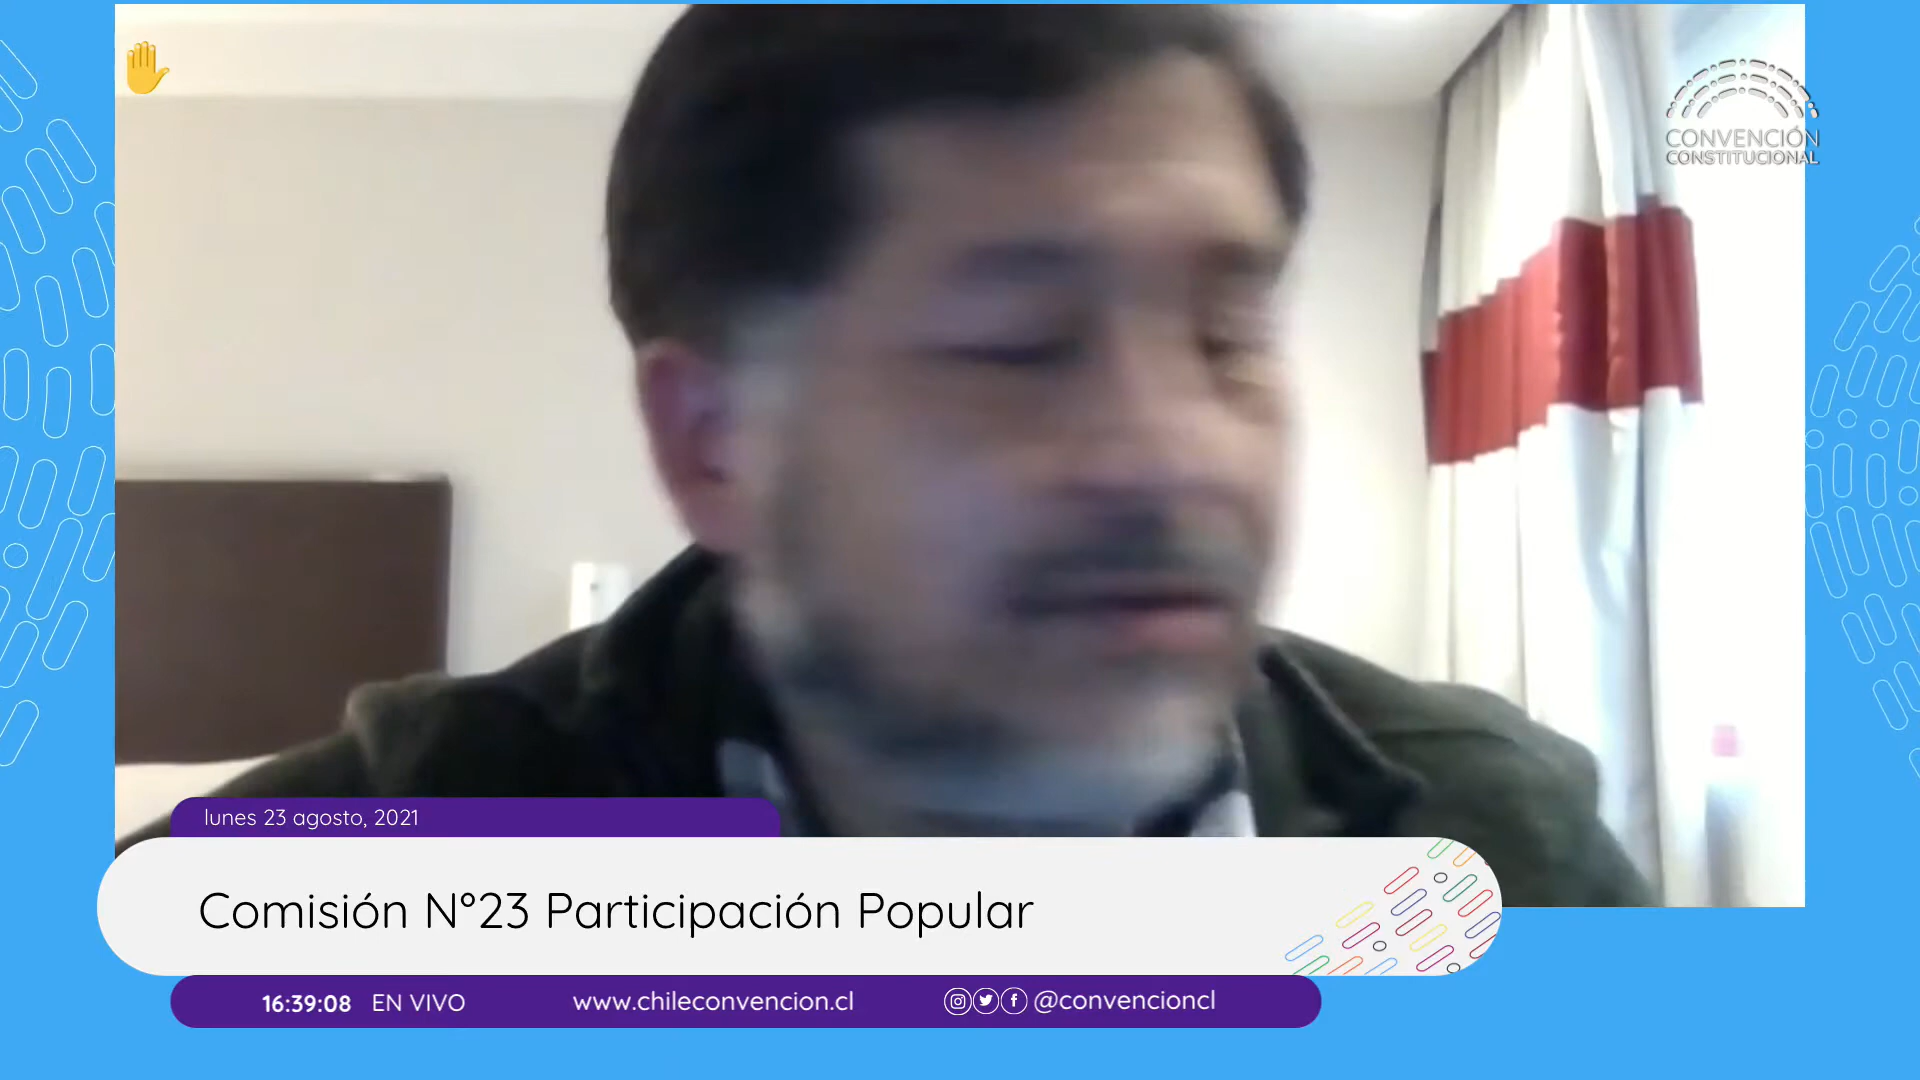 CONVENCIÓN
CONSTITUCIONAL
lunes 23 agosto, 2021
Comisión N°23 Participación Popular
16:39:08 EN VIVO www.chileconvencion.cl @convencioncl